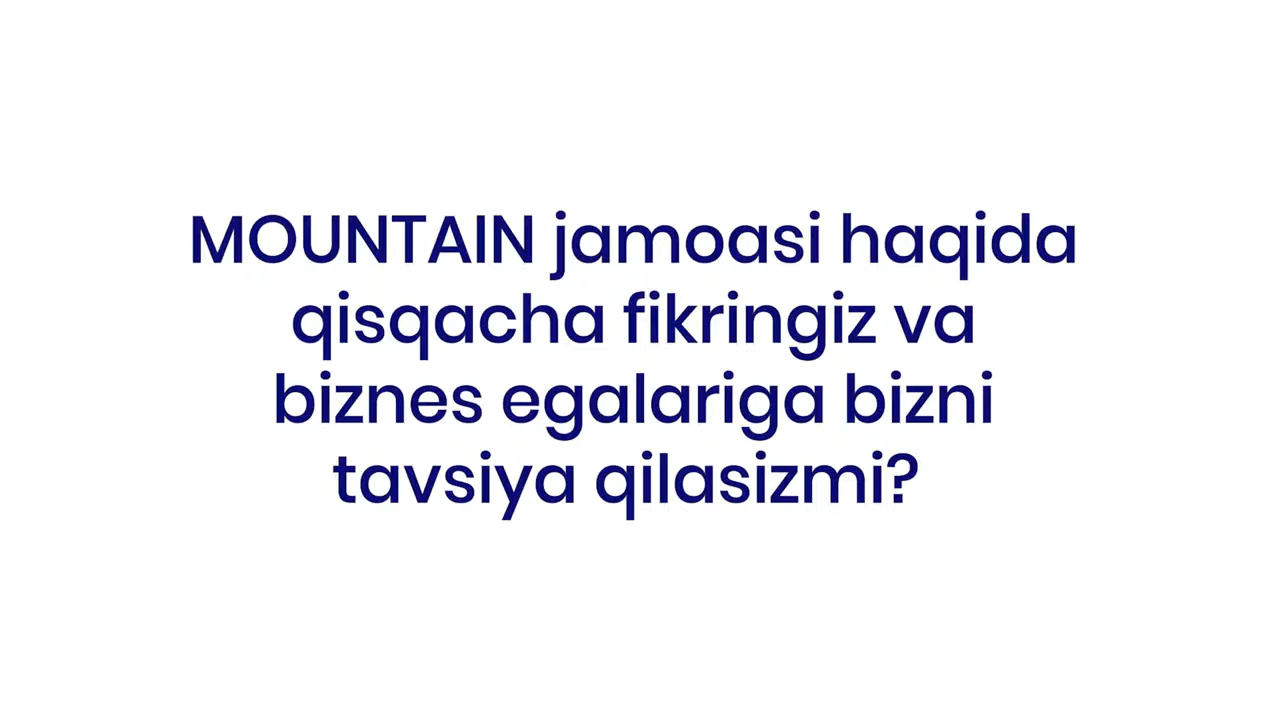 MOUNTAIN jamoasi haqida
qisqacha fikringiz va
biznes egalariga bizni
tavsiya qilasizmi?